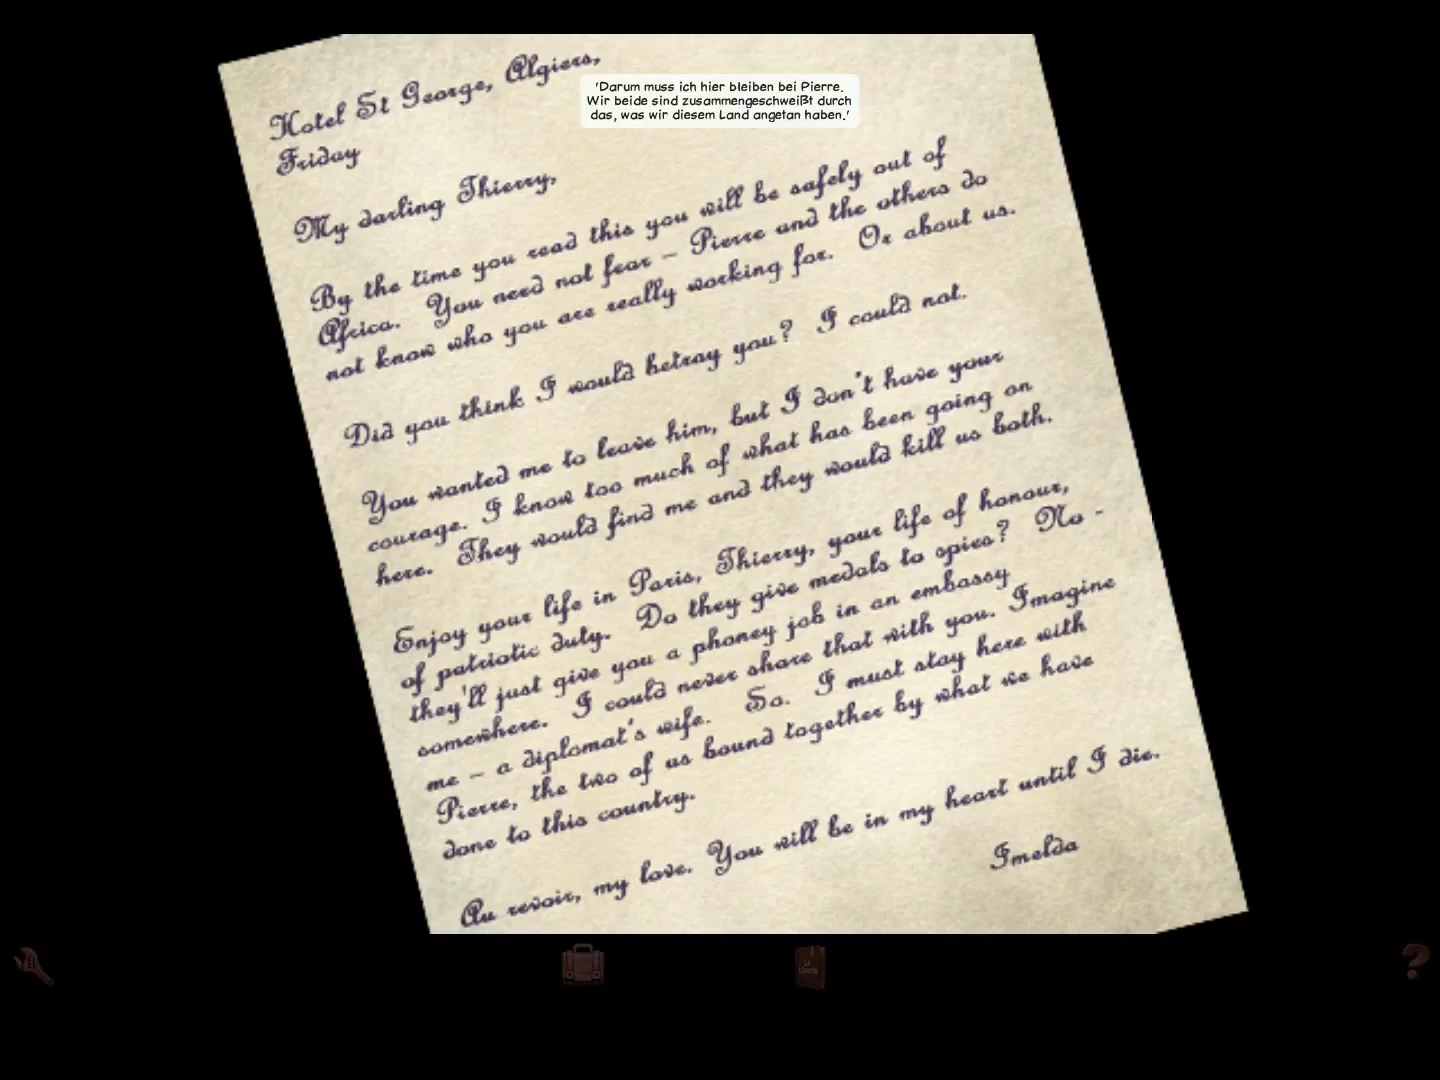 Hotel St George, Algiers,
Friday
'Darum muss ich hier bleiben bei Pierre.
Wir beide sind zusammengeschweißt durch
das, was wir diesem Land angetan haben.'
My darling Thierry,
By the time you read this you will be safely out of
Africa. You need not fear – Pierre and the others do
not know who you are really working for. Or about us.
Did you think I would betray you? I could not.
You wanted me to leave him, but I don't have your
courage. I know too much of what has been going on
here. They would find me and they would kill us both.
Enjoy your life in Paris, Thierry, your life of honour,
of patriotic duty. Do they give medals to spies? No -
they'll just give you a phoney job in an embassy
somewhere. I could never share that with you. Imagine
me – a diplomat's wife. So. I must stay here with
Pierre, the two of us bound together by what we have
done to this country.
Au revoir, my love. You will be in my heart until I die.
Imelda
La
Liberté
?